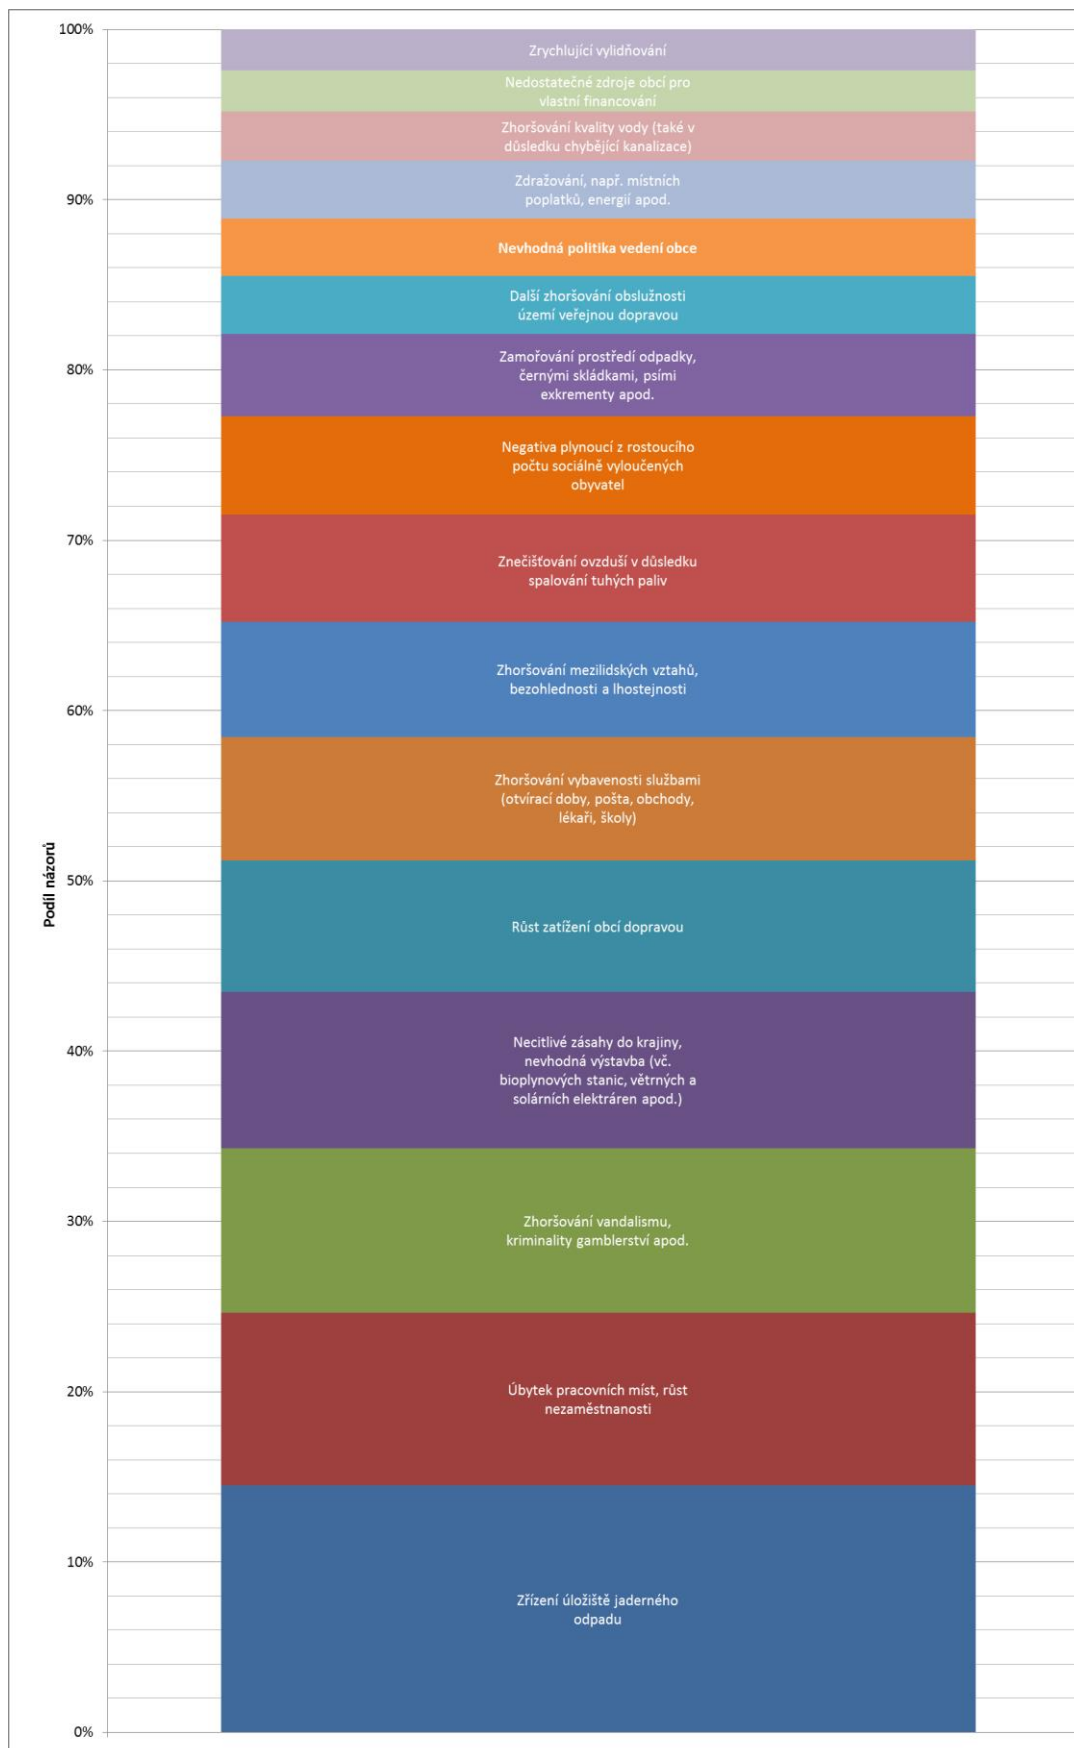 100%
Zrychlující vylidňování
Nedostatečné zdroje obcí pro
vlastní financování
Zhoršování kvality vody (také v
důsledku chybějící kanalizace)
Zdražování, např. místních
poplatků, energií apod.
90%
Nevhodná politika vedení obce
Další zhoršování obslužnosti
území veřejnou dopravou
Zamořování prostředí odpadky,
černými skládkami, psími
exkrementy apod.
80%
Negativa plynoucí z rostoucího
počtu sociálně vyloučených
obyvatel
70%
Znečišťování ovzduší v důsledku
spalování tuhých paliv
Zhoršování mezilidských vztahů,
bezohlednosti a lhostejnosti
60%
Zhoršování vybavenosti službami
(otvírací doby, pošta, obchody,
lékaři, školy)
Podíl názorů
50%
Růst zatížení obcí dopravou
40%
Necitlivé zásahy do krajiny,
nevhodná výstavba (vč.
bioplynových stanic, větrných a
solárních elektráren apod.)
30%
Zhoršování vandalismu,
kriminality gamblerství apod.
20%
Úbytek pracovních míst, růst
nezaměstnanosti
10%
Zřízení úložiště jaderného
odpadu
0%